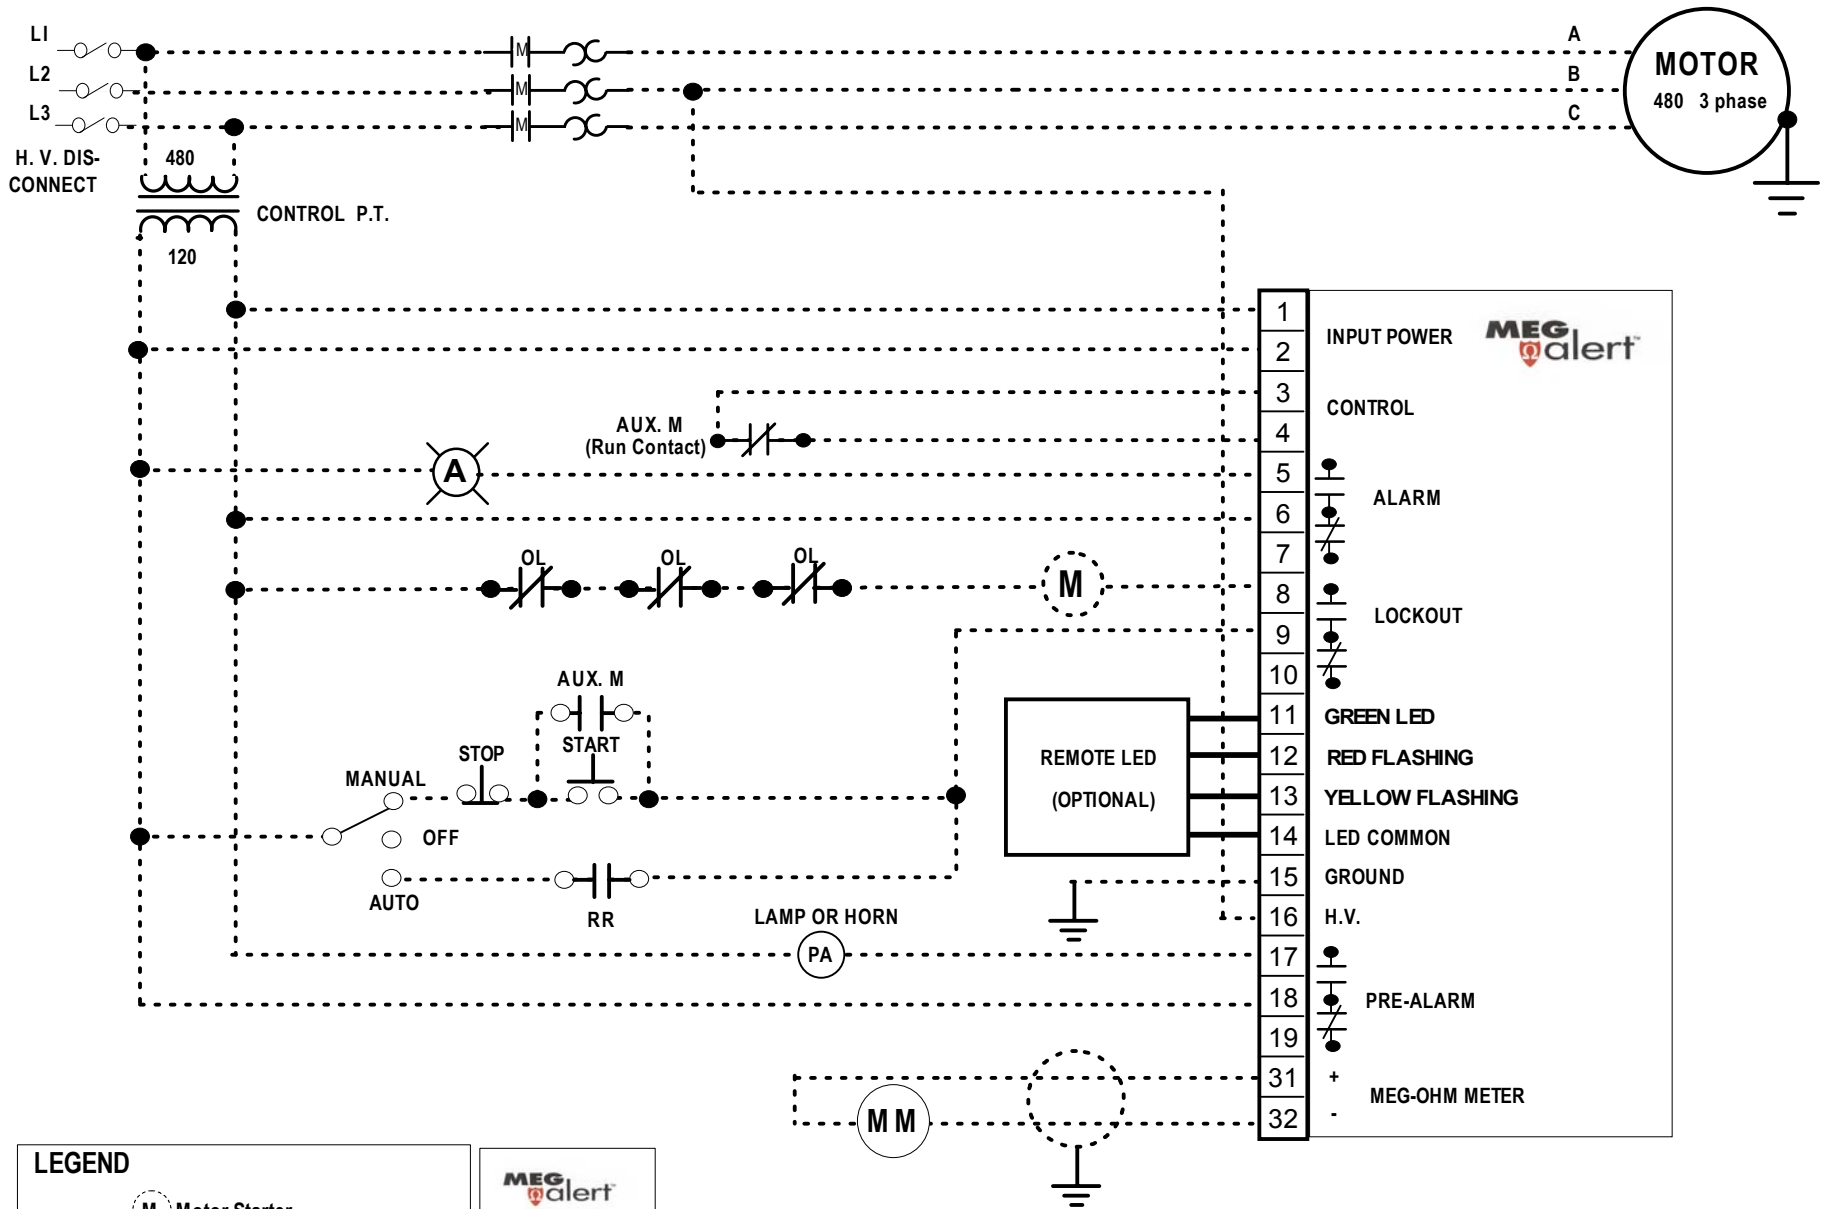 L1
L2
L3
H. V. DIS-
CONNECT
M
M
M
A
B
C
MOTOR
480 3 phase
480
CONTROL P.T.
120
1
2
3
4
5
6
7
8
9
10
11
12
13
14
15
16
17
18
19
31
32
INPUT POWER
MEG
alert
CONTROL
ALARM
LOCKOUT
GREEN LED
RED FLASHING
YELLOW FLASHING
LED COMMON
GROUND
H.V.
PRE-ALARM
+
MEG-OHM METER
-
AUX. M
(Run Contact)
A
OL
OL
OL
M
AUX. M
START
STOP
MANUAL
OFF
AUTO
RR
REMOTE LED
(OPTIONAL)
LAMP OR HORN
PA
M M
LEGEND
M Motor Starter
MEG
alert